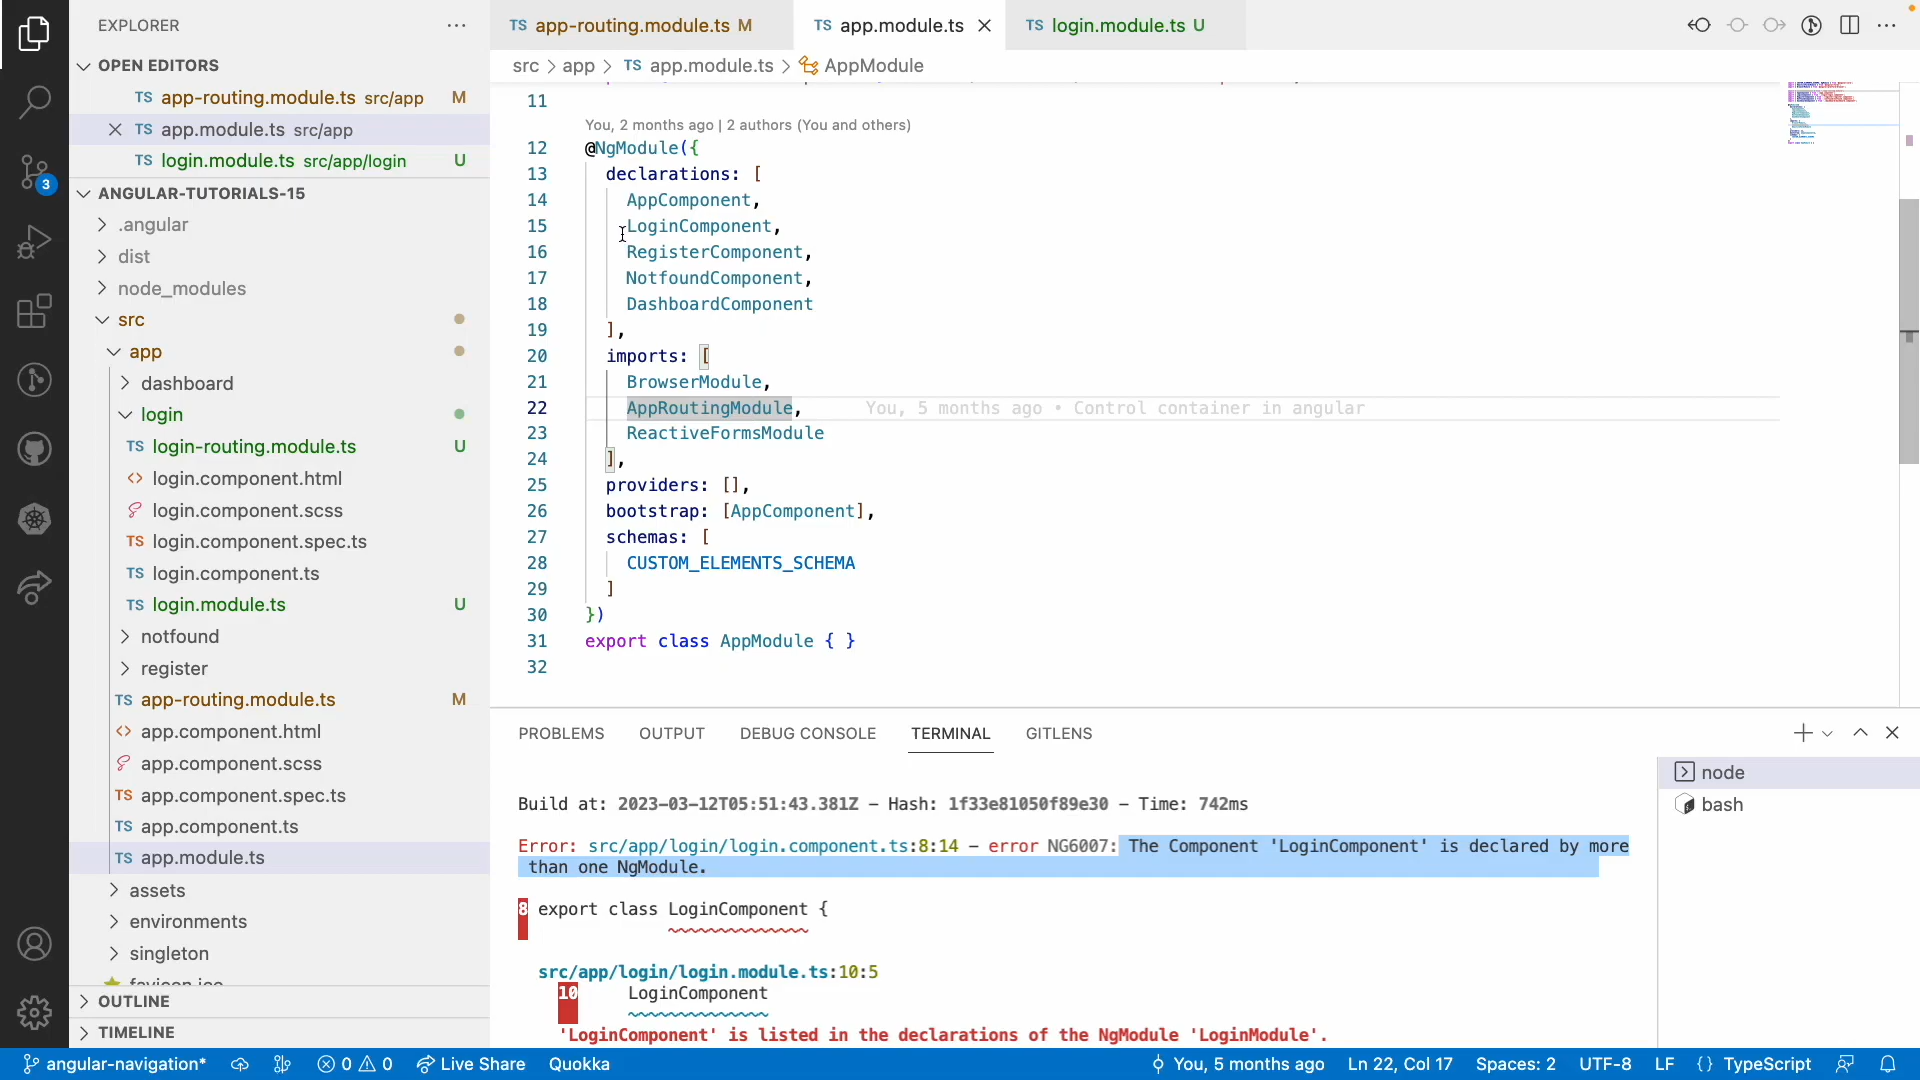 EXPLORER
OPEN EDITORS
TS app-routing.module.ts src/app M
TS app.module.ts src/app
TS login.module.ts src/app/login U
3
ANGULAR-TUTORIALS-15
.angular
dist
node_modules
src
app
dashboard
login
TS login-routing.module.ts U
<> login.component.html
login.component.scss
TS login.component.spec.ts
TS login.component.ts
TS login.module.ts U
notfound
register
TS app-routing.module.ts M
<> app.component.html
app.component.scss
TS app.component.spec.ts
TS app.component.ts
TS app.module.ts
assets
environments
singleton
favicon.ico
OUTLINE
TIMELINE
TS app-routing.module.ts M
TS app.module.ts
TS login.module.ts U
src > app > TS app.module.ts > AppModule
11
You, 2 months ago | 2 authors (You and others)
12 @NgModule({
13 declarations: [
14 AppComponent,
15 LoginComponent,
16 RegisterComponent,
17 NotfoundComponent,
18 DashboardComponent
19 ],
20 imports: [
21 BrowserModule,
22 AppRoutingModule, You, 5 months ago • Control container in angular
23 ReactiveFormsModule
24 ],
25 providers: [],
26 bootstrap: [AppComponent],
27 schemas: [
28 CUSTOM_ELEMENTS_SCHEMA
29 ]
30 })
31 export class AppModule { }
32
PROBLEMS OUTPUT DEBUG CONSOLE TERMINAL GITLENS
Build at: 2023-03-12T05:51:43.381Z - Hash: 1f33e81050f89e30 - Time: 742ms
Error: src/app/login/login.component.ts:8:14 - error NG6007: The Component 'LoginComponent' is declared by more
than one NgModule.
8 export class LoginComponent {
src/app/login/login.module.ts:10:5
10 LoginComponent
'LoginComponent' is listed in the declarations of the NgModule 'LoginModule'.
node
bash
angular-navigation* 0 0 Live Share Quokka You, 5 months ago Ln 22, Col 17 Spaces: 2 UTF-8 LF {} TypeScript